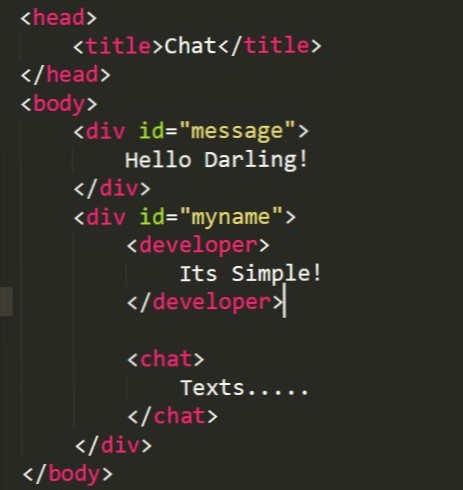 <head>
    <title>Chat</title>
</head>
<body>
    <div id="message">
        Hello Darling!
    </div>
    <div id="myname">
        <developer>
            Its Simple!
        </developer>

        <chat>
            Texts.....
        </chat>
    </div>
</body>